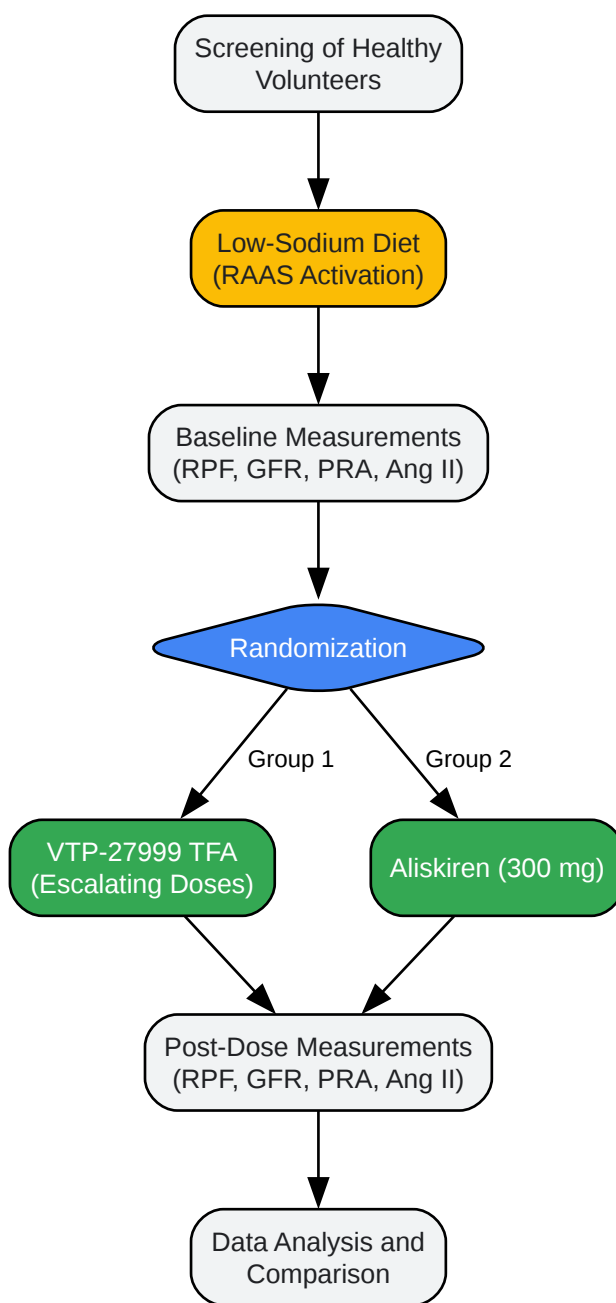 Screening of Healthy
Volunteers
Low-Sodium Diet
(RAAS Activation)
Baseline Measurements
(RPF, GFR, PRA, Ang II)
Randomization
Group 1
Group 2
VTP-27999 TFA
(Escalating Doses)
Aliskiren (300 mg)
Post-Dose Measurements
(RPF, GFR, PRA, Ang II)
Data Analysis and
Comparison